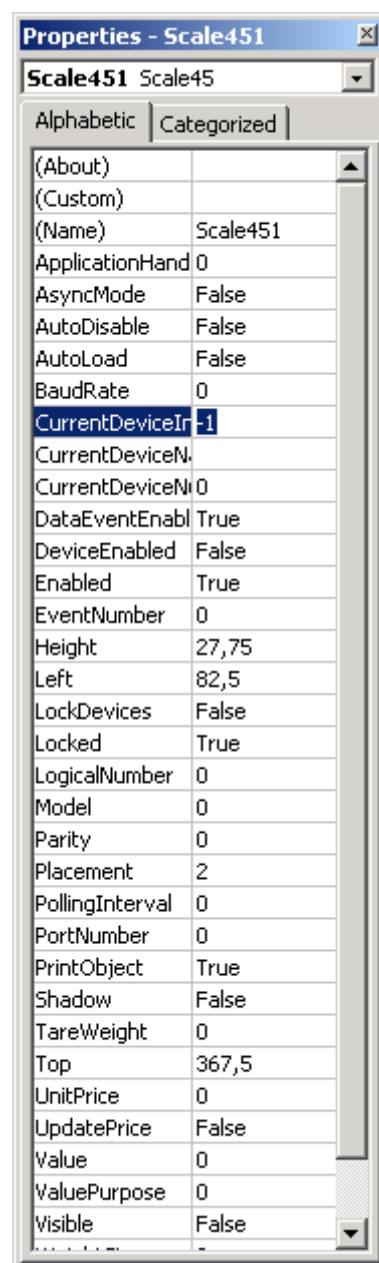 Properties - Scale451
Scale451 Scale45
Alphabetic Categorized
(About)
(Custom)
(Name) Scale451
ApplicationHand 0
AsyncMode False
AutoDisable False
AutoLoad False
BaudRate 0
CurrentDeviceIn -1
CurrentDeviceNa
CurrentDeviceNu 0
DataEventEnabl True
DeviceEnabled False
Enabled True
EventNumber 0
Height 27,75
Left 82,5
LockDevices False
Locked True
LogicalNumber 0
Model 0
Parity 0
Placement 2
PollingInterval 0
PortNumber 0
PrintObject True
Shadow False
TareWeight 0
Top 367,5
UnitPrice 0
UpdatePrice False
Value 0
ValuePurpose 0
Visible False